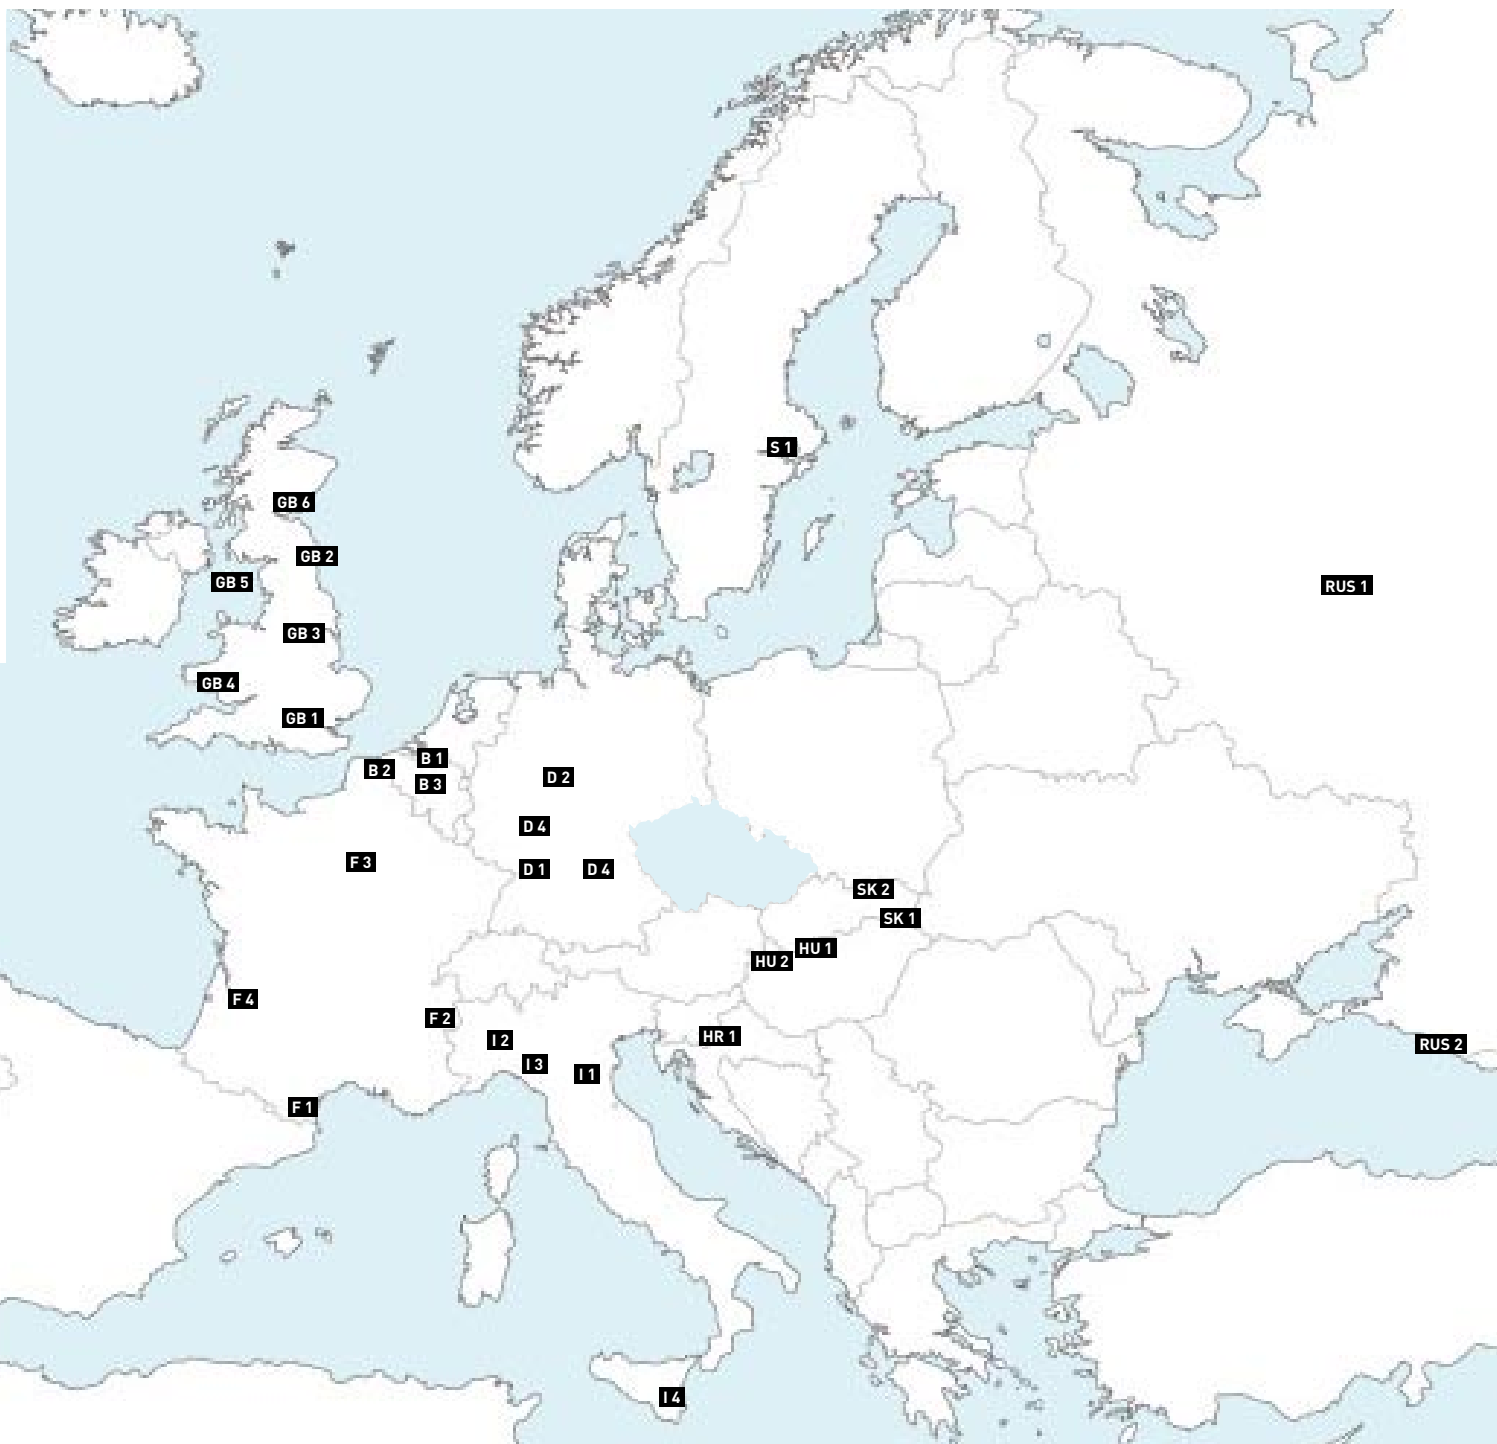 S 1
GB 6
GB 2
GB 5
RUS 1
GB 3
GB 4
GB 1
B 1
B 2
D 2
B 3
D 4
F 3
D 1
D 4
SK 2
SK 1
HU 1
HU 2
F 4
F 2
HR 1
I 2
RUS 2
I 3
I 1
F 1
I 4